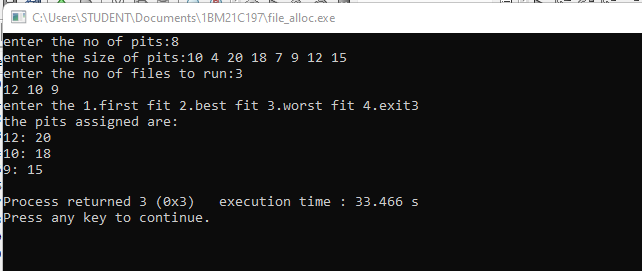 C:\Users\STUDENT\Documents\1BM21C197\file_alloc.exe
enter the no of pits:8
enter the size of pits:10 4 20 18 7 9 12 15
enter the no of files to run:3
12 10 9
enter the 1.first fit 2.best fit 3.worst fit 4.exit3
the pits assigned are:
12: 20
10: 18
9: 15
Process returned 3 (0x3)   execution time : 33.466 s
Press any key to continue.